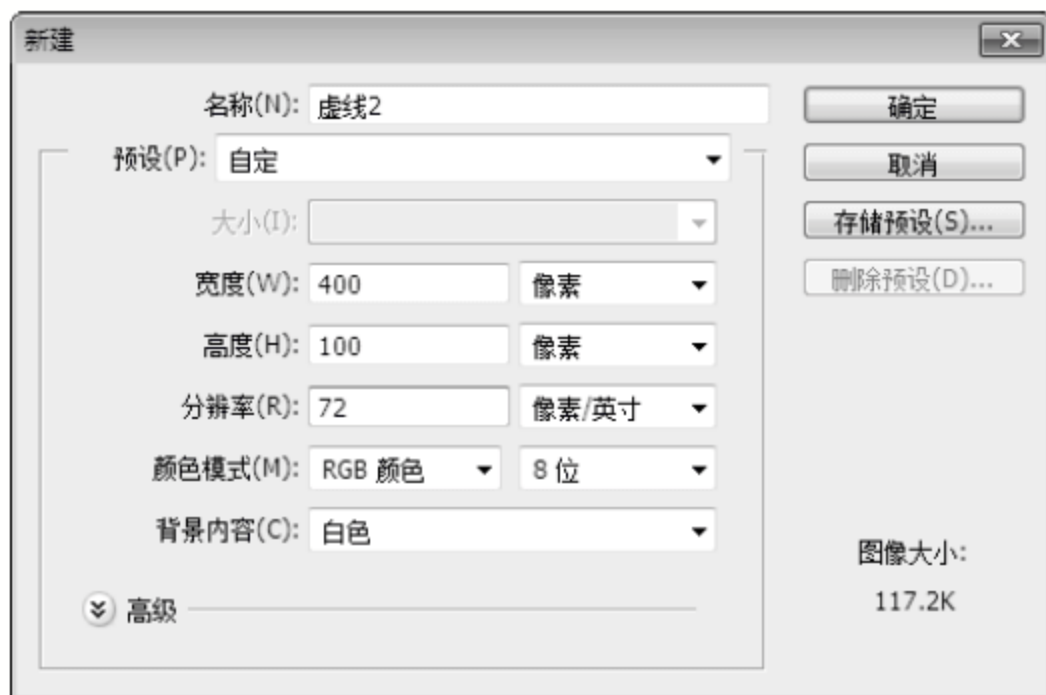 新建
名称(N): 虚线2
确定
预设(P): 自定
取消
大小(I):
存储预设(S)...
宽度(W): 400 像素
删除预设(D)...
高度(H): 100 像素
分辨率(R): 72 像素/英寸
颜色模式(M): RGB 颜色 8 位
背景内容(C): 白色
图像大小:
117.2K
高级